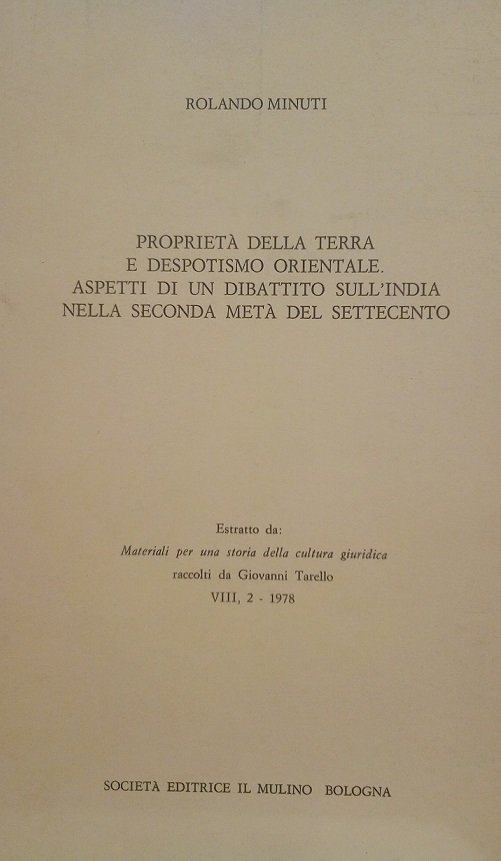 ROLANDO MINUTI
PROPRIETÀ DELLA TERRA
E DESPOTISMO ORIENTALE.
ASPETTI DI UN DIBATTITO SULL'INDIA
NELLA SECONDA METÀ DEL SETTECENTO
Estratto da:
Materiali per una storia della cultura giuridica
raccolti da Giovanni Tarello
VIII, 2 - 1978
SOCIETÀ EDITRICE IL MULINO BOLOGNA